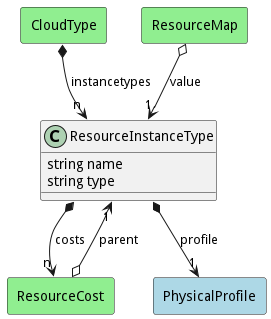 CloudType
ResourceMap
instancetypes
value
n
1
C ResourceInstanceType
string name
string type
1
costs
parent
profile
n
1
ResourceCost
PhysicalProfile